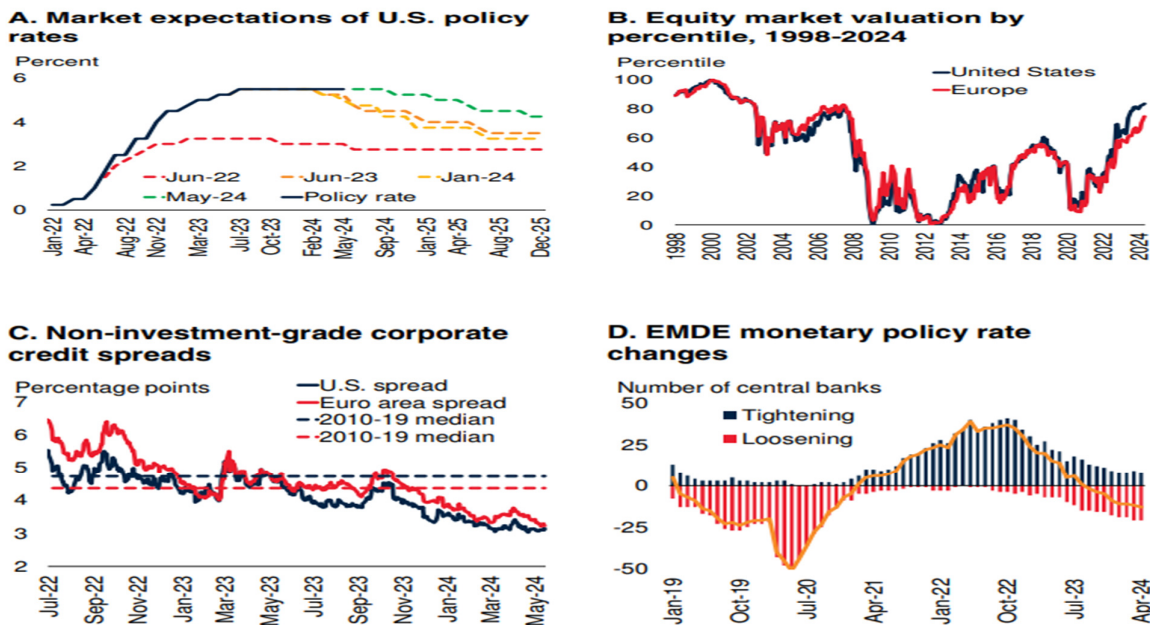 A. Market expectations of U.S. policy
rates
Percent
6
4
2
0
Jun-22 Jun-23 Jan-24
May-24 Policy rate
Jan-22 Apr-22 Aug-22 Nov-22 Mar-23 Jul-23 Oct-23 Feb-24 May-24 Sep-24 Jan-25 Apr-25 Aug-25 Dec-25
B. Equity market valuation by
percentile, 1998-2024
Percentile
United States
Europe
100
80
60
40
20
0
1998 2000 2002 2004 2006 2008 2010 2012 2014 2016 2018 2020 2022 2024
C. Non-investment-grade corporate
credit spreads
Percentage points
U.S. spread
Euro area spread
2010-19 median
2010-19 median
7
6
5
4
3
2
Jul-22 Sep-22 Nov-22 Jan-23 Mar-23 May-23 Jul-23 Sep-23 Nov-23 Jan-24 Mar-24 May-24
D. EMDE monetary policy rate
changes
Number of central banks
Tightening
Loosening
50
25
0
-25
-50
Jan-19 Oct-19 Jul-20 Apr-21 Jan-22 Oct-22 Jul-23 Apr-24